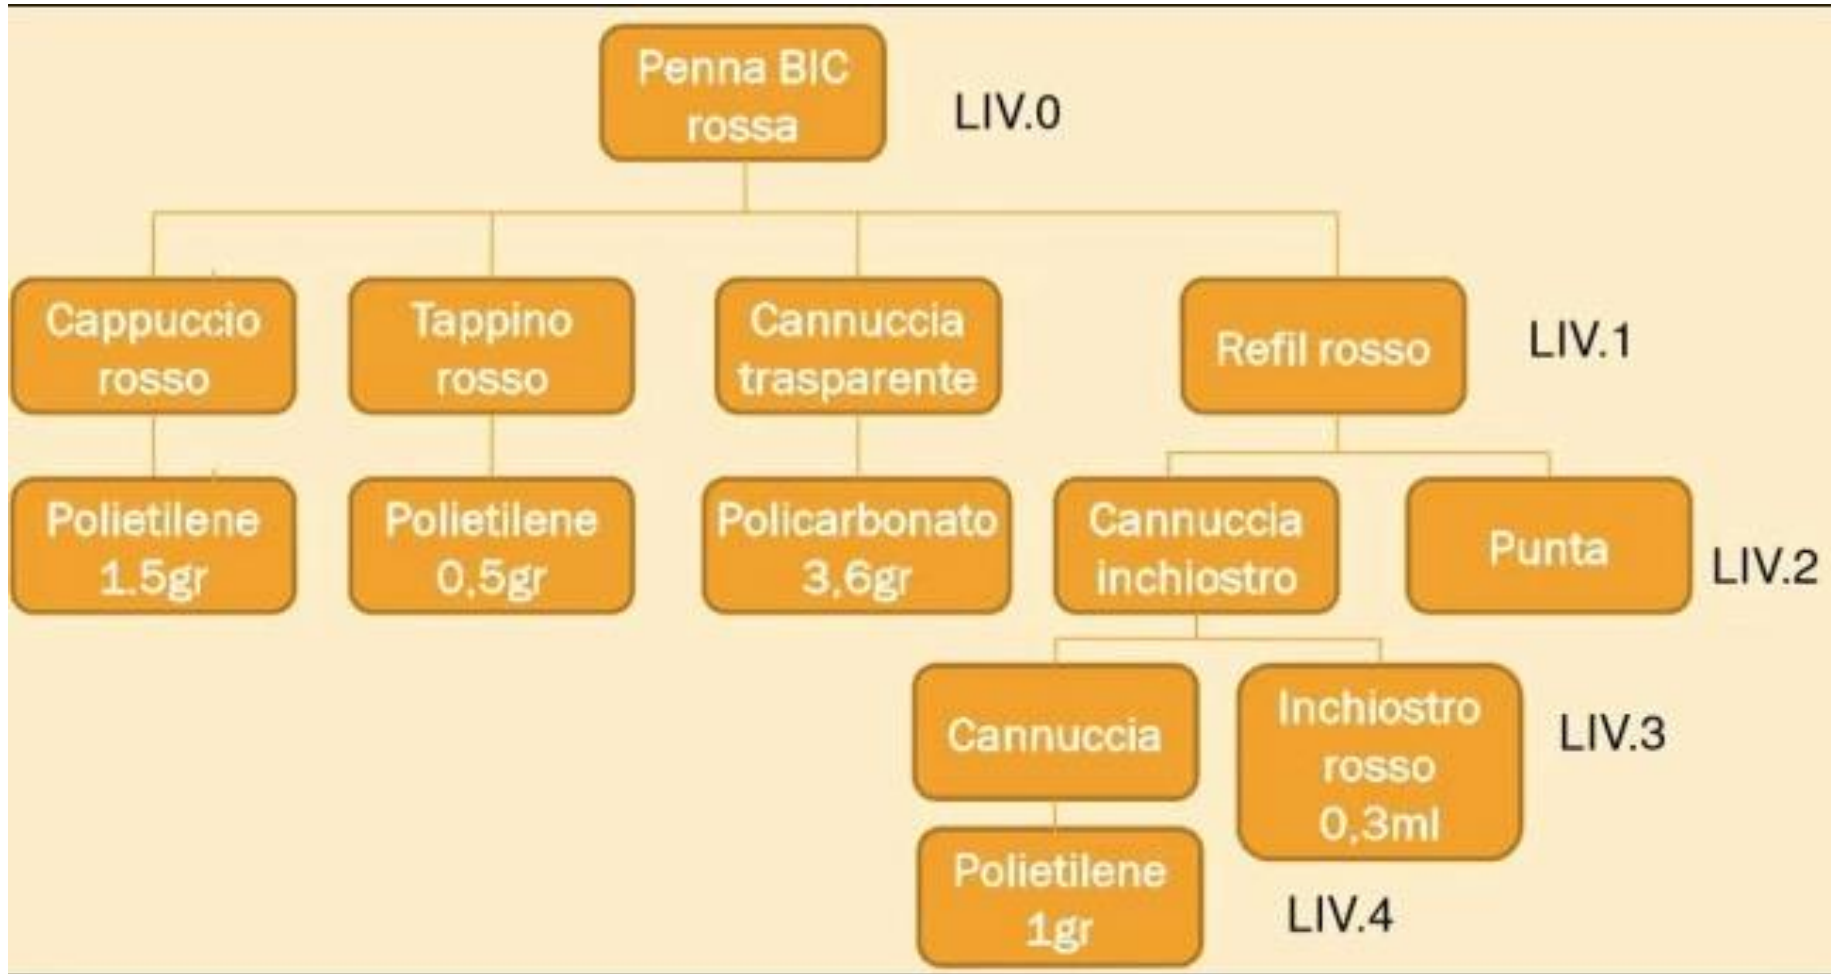 Penna BIC
rossa
LIV.0
Cappuccio
rosso
Tappino
rosso
Cannuccia
trasparente
Refil rosso
LIV.1
Polietilene
1.5gr
Polietilene
0,5gr
Policarbonato
3,6gr
Cannuccia
inchiostro
Punta
LIV.2
Cannuccia
Inchiostro
rosso
0,3ml
LIV.3
Polietilene
1gr
LIV.4